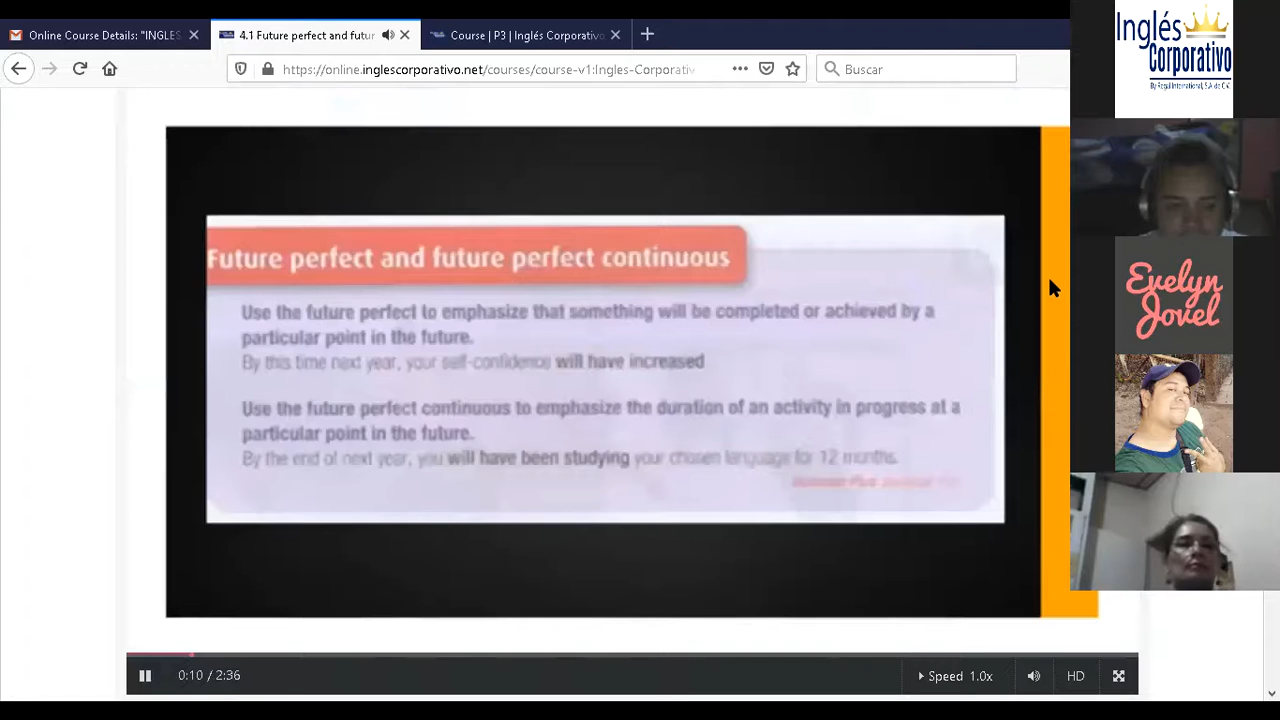 Online Course Details: "INGLES
4.1 Future perfect and futur
Course | P3 | Inglés Corporativo
https://online.inglescorporativo.net/courses/course-v1:Ingles-Corporativ
Buscar
Inglés
Corporativo
By Regal International, S.A. de C.V.
Evelyn
Jovel
Future perfect and future perfect continuous
Use the future perfect to emphasize that something will be completed or achieved by a
particular point in the future.
By this time next year, your self-confidence will have increased
Use the future perfect continuous to emphasize the duration of an activity in progress at a
particular point in the future.
By the end of next year, you will have been studying your chosen language for 12 months.
0:10 / 2:36
Speed 1.0x
HD